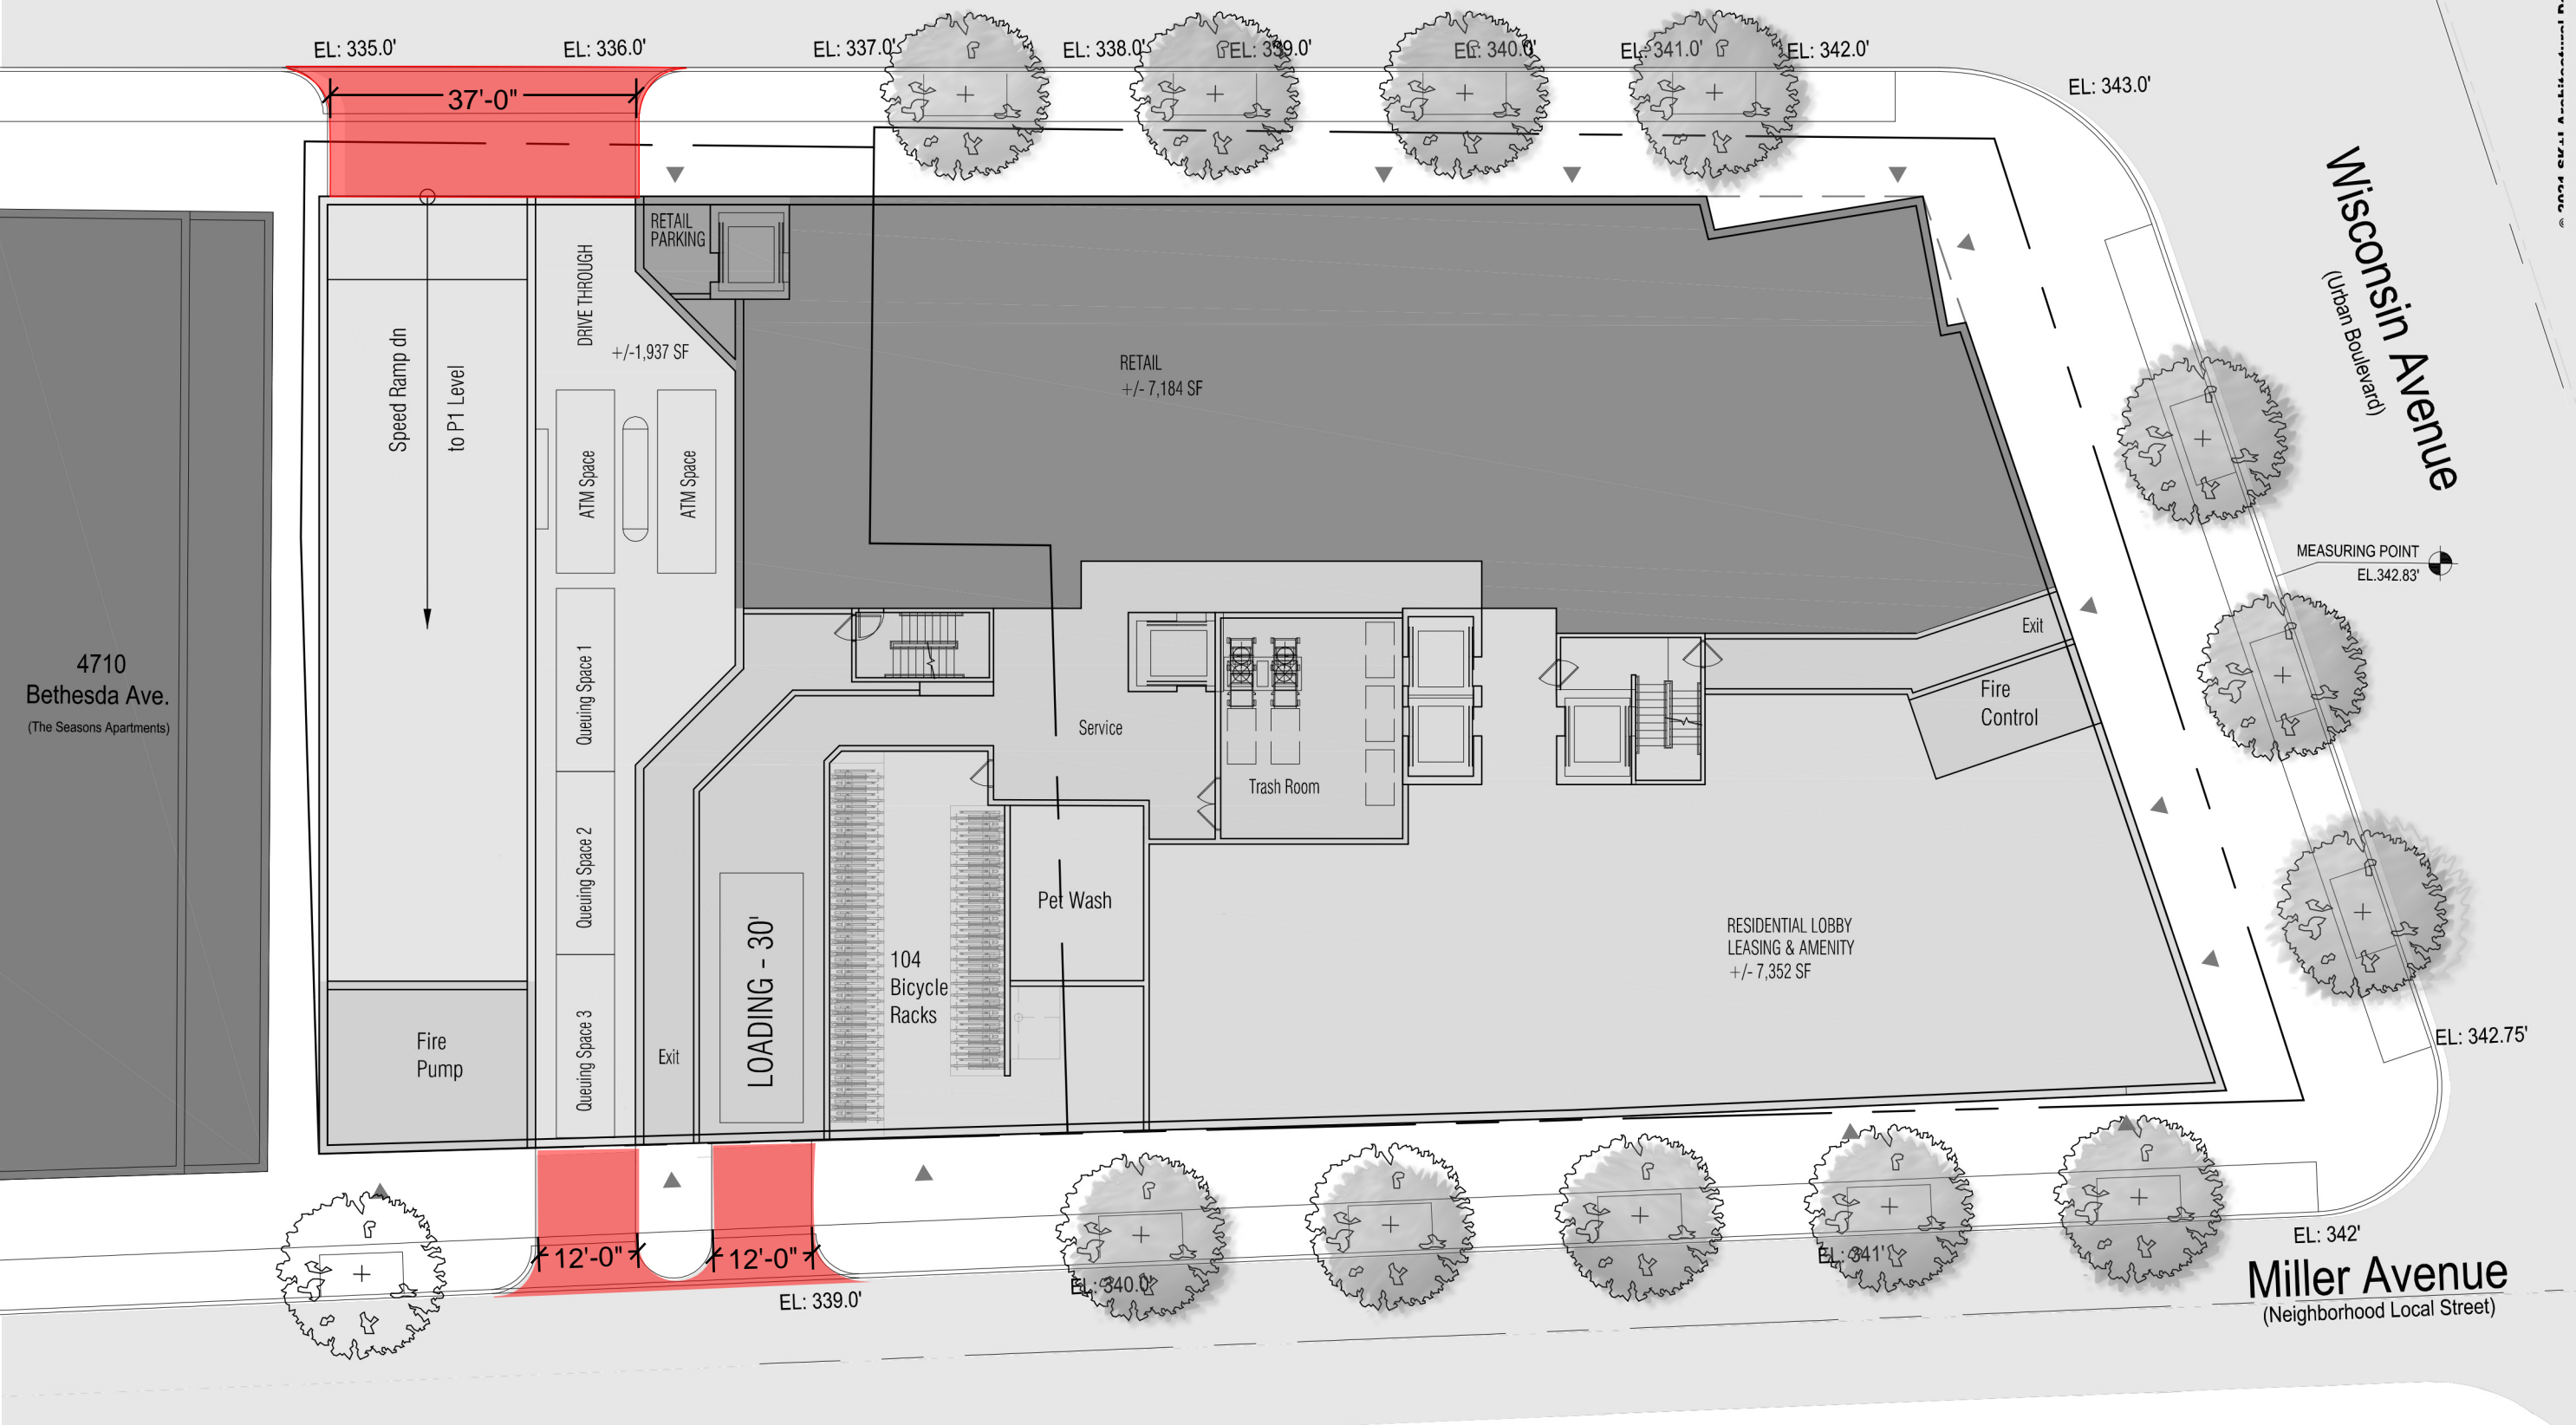 EL: 335.0'
EL: 336.0'
EL: 337.0'
EL: 338.0'
EL: 339.0'
EL: 340.0'
EL: 341.0'
EL: 342.0'
EL: 343.0'
37'-0"
Wisconsin Avenue
(Urban Boulevard)
MEASURING POINT
EL.342.83'
RETAIL
PARKING
DRIVE THROUGH
+/-1,937 SF
Speed Ramp dn
to P1 Level
ATM Space
ATM Space
RETAIL
+/- 7,184 SF
4710
Bethesda Ave.
(The Seasons Apartments)
Queuing Space 1
Queuing Space 2
Queuing Space 3
Service
Trash Room
Exit
Fire
Control
Pet Wash
104
Bicycle
Racks
LOADING - 30'
Exit
Fire
Pump
RESIDENTIAL LOBBY
LEASING & AMENITY
+/- 7,352 SF
EL: 342.75'
12'-0"
12'-0"
EL: 339.0'
EL: 340.0'
EL: 341'
EL: 342'
Miller Avenue
(Neighborhood Local Street)